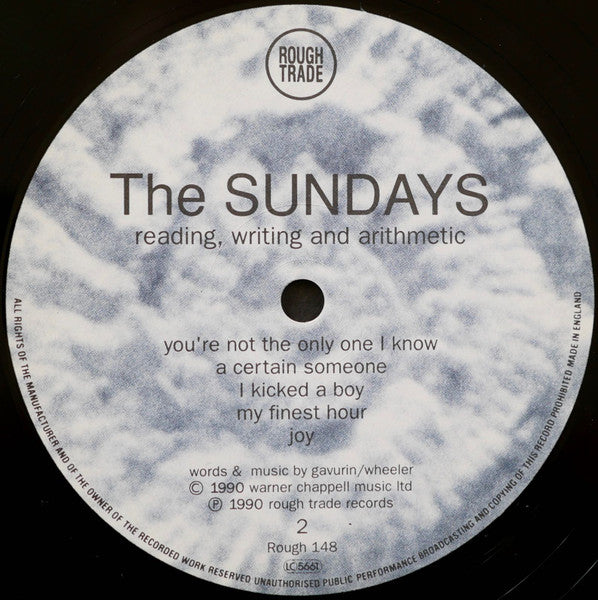 ROUGH
TRADE
The SUNDAYS
reading, writing and arithmetic
you're not the only one I know
a certain someone
I kicked a boy
my finest hour
joy
words & music by gavurin/wheeler
© 1990 warner chappell music ltd
℗ 1990 rough trade records
2
Rough 148
LC 5661
ALL RIGHTS OF THE MANUFACTURER AND OF THE OWNER OF THE RECORDED WORK RESERVED UNAUTHORISED PUBLIC PERFORMANCE BROADCASTING AND COPYING OF THIS RECORD PROHIBITED MADE IN ENGLAND